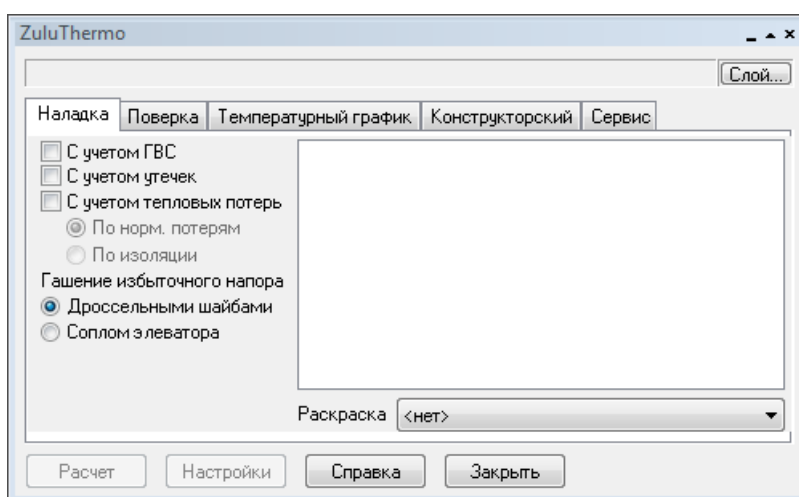 ZuluThermo
Слой...
Наладка Поверка Температурный график Конструкторский Сервис
С учетом ГВС
С учетом утечек
С учетом тепловых потерь
По норм. потерям
По изоляции
Гашение избыточного напора
Дроссельными шайбами
Соплом элеватора
Раскраска <нет>
Расчет Настройки Справка Закрыть